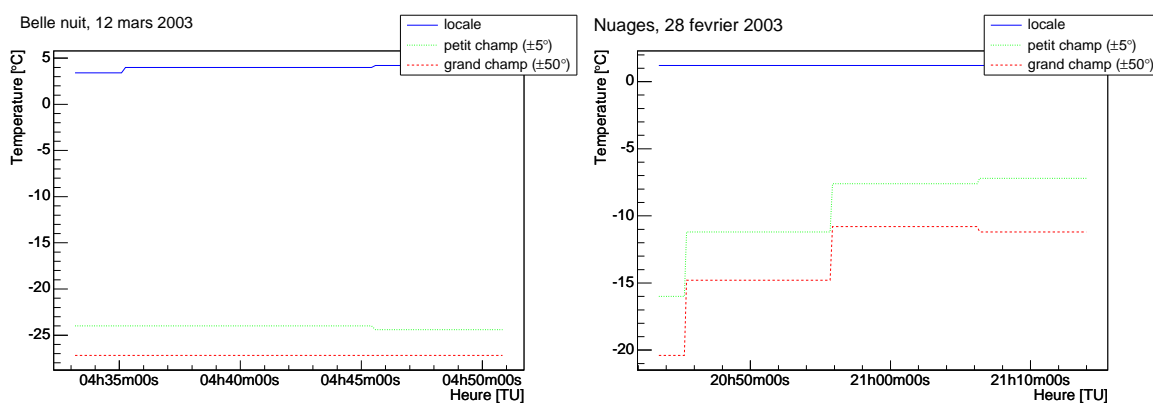 Belle nuit, 12 mars 2003
locale
petit champ (±5°)
grand champ (±50°)
Temperature [°C]
5
0
-5
-10
-15
-20
-25
04h35m00s 04h40m00s 04h45m00s 04h50m00s
Heure [TU]
Nuages, 28 fevrier 2003
locale
petit champ (±5°)
grand champ (±50°)
Temperature [°C]
0
-5
-10
-15
-20
20h50m00s 21h00m00s 21h10m00s
Heure [TU]